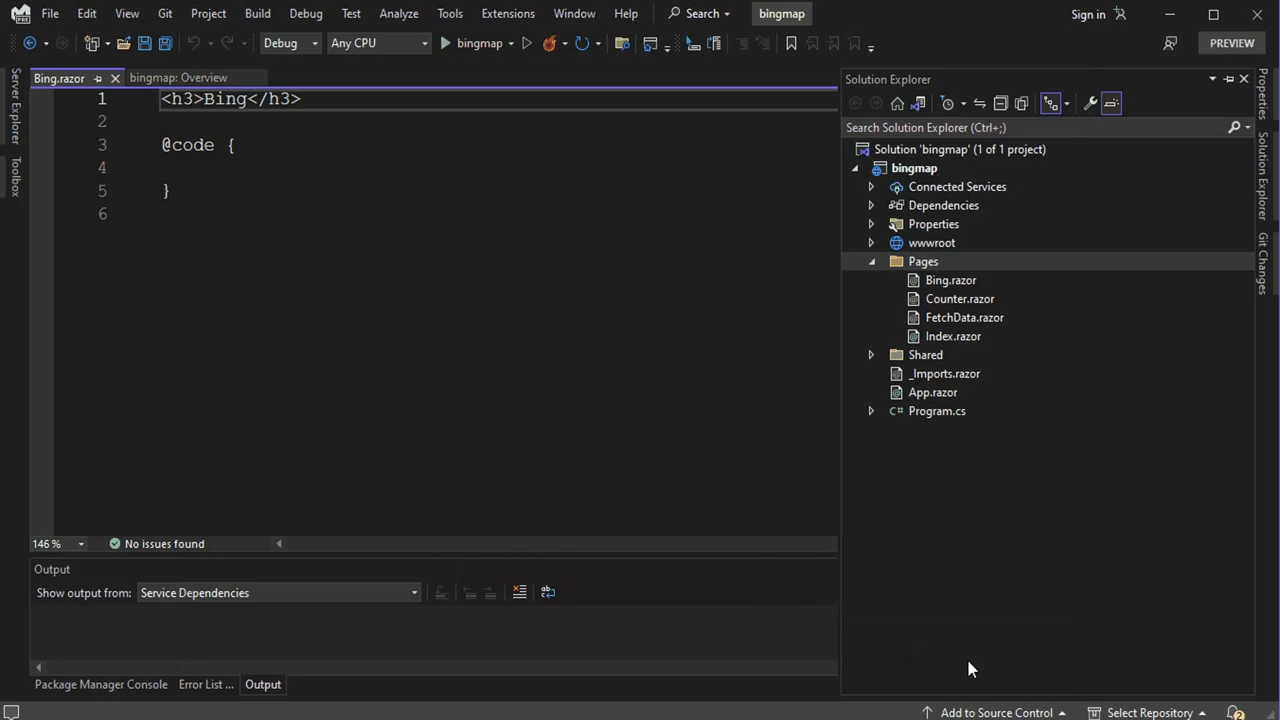 File Edit View Git Project Build Debug Test Analyze Tools Extensions Window Help Search bingmap Sign in
Debug Any CPU bingmap PREVIEW
Server Explorer
Toolbox
Bing.razor bingmap: Overview
1 <h3>Bing</h3>
2
3 @code {
4
5 }
6
146 % No issues found
Output
Show output from: Service Dependencies
Package Manager Console Error List ... Output
Solution Explorer
Search Solution Explorer (Ctrl+;)
Solution 'bingmap' (1 of 1 project)
bingmap
Connected Services
Dependencies
Properties
wwwroot
Pages
Bing.razor
Counter.razor
FetchData.razor
Index.razor
Shared
_Imports.razor
App.razor
C# Program.cs
Properties
Solution Explorer
Git Changes
Add to Source Control Select Repository 2